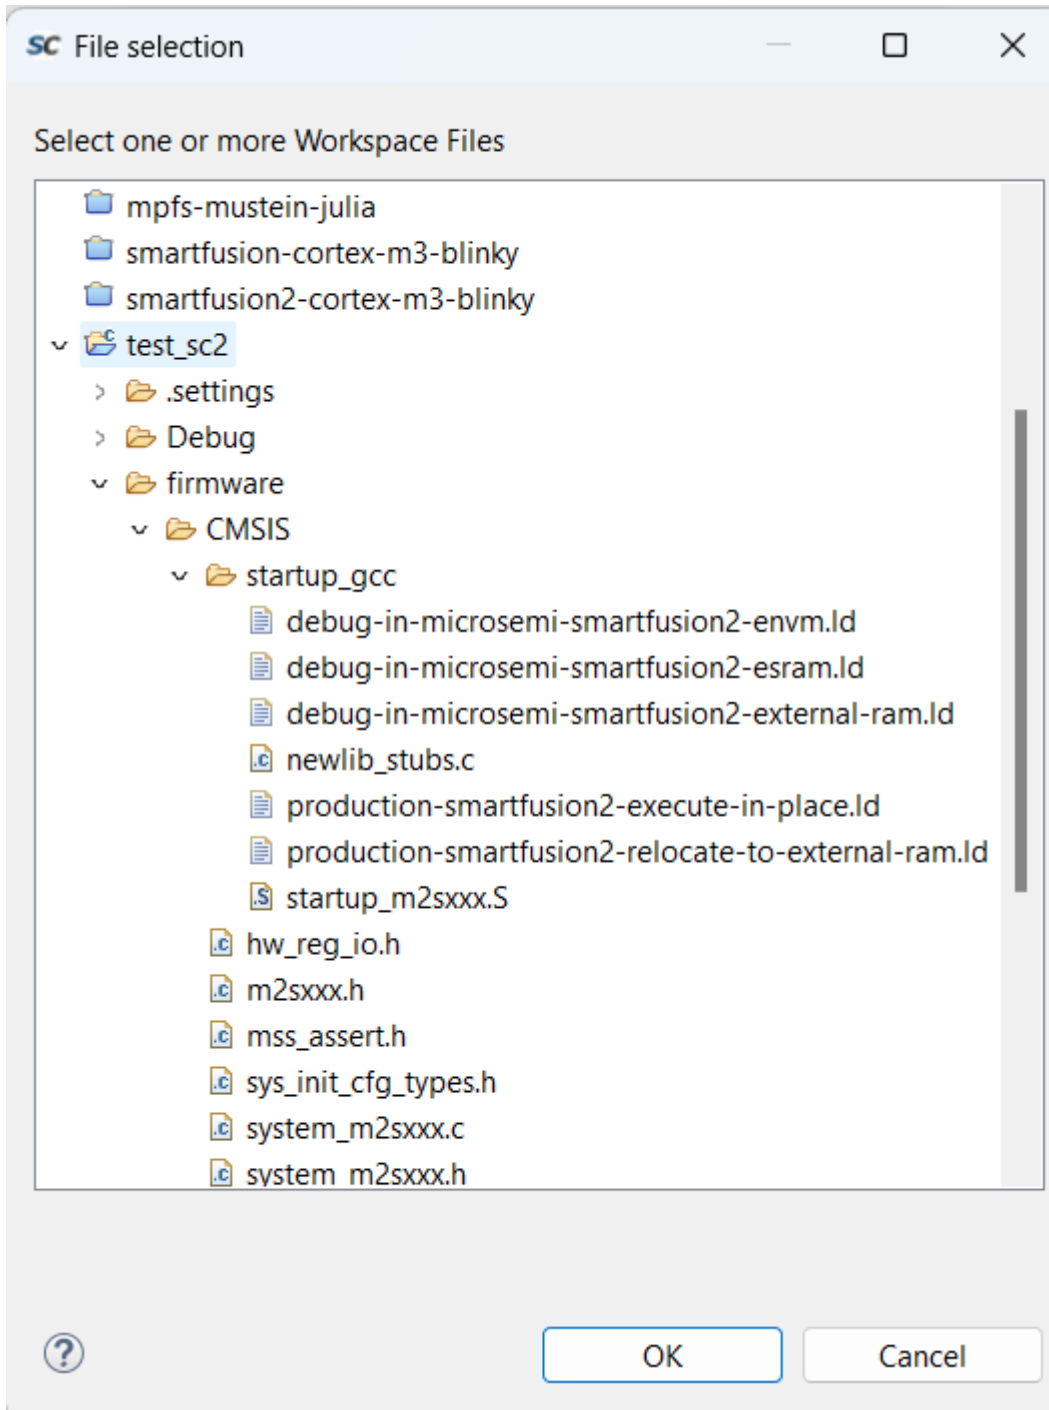 SC File selection
Select one or more Workspace Files
mpfs-mustein-julia
smartfusion-cortex-m3-blinky
smartfusion2-cortex-m3-blinky
test_sc2
.settings
Debug
firmware
CMSIS
startup_gcc
debug-in-microsemi-smartfusion2-envm.ld
debug-in-microsemi-smartfusion2-esram.ld
debug-in-microsemi-smartfusion2-external-ram.ld
newlib_stubs.c
production-smartfusion2-execute-in-place.ld
production-smartfusion2-relocate-to-external-ram.ld
startup_m2sxxx.S
hw_reg_io.h
m2sxxx.h
mss_assert.h
sys_init_cfg_types.h
system_m2sxxx.c
system_m2sxxx.h
OK Cancel